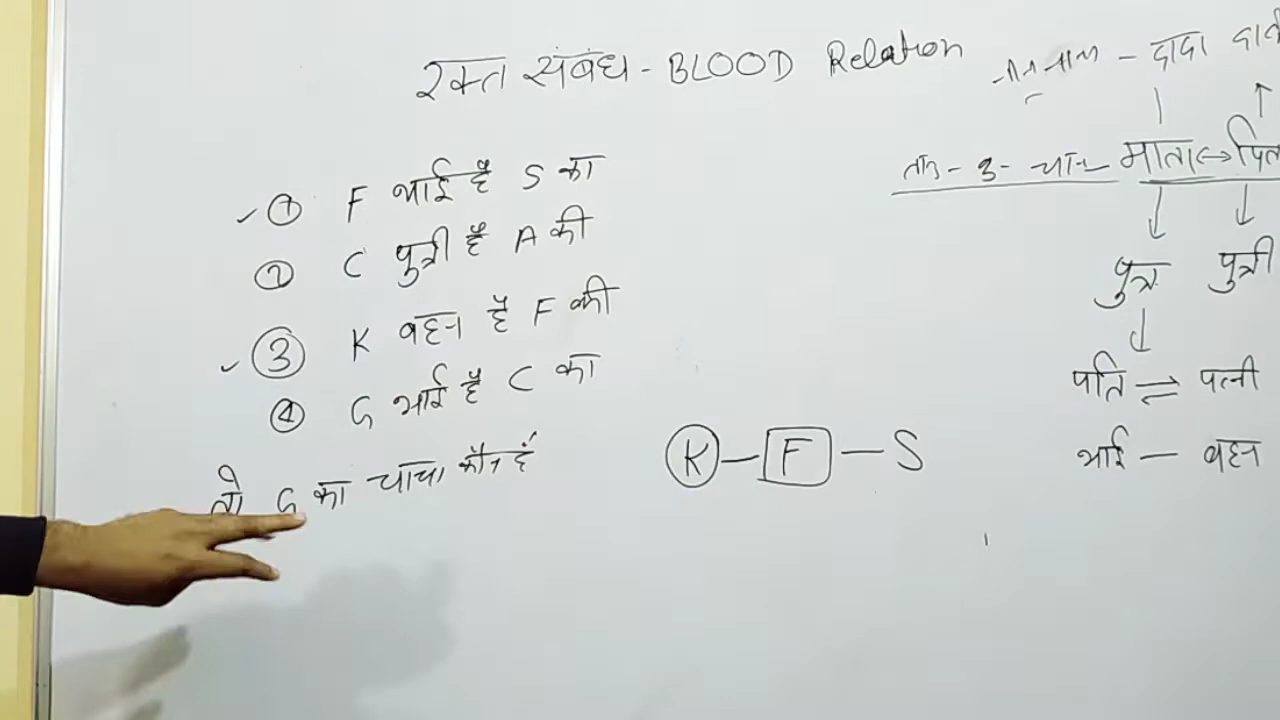 रक्त संबंध - BLOOD Relation
① F भाई है S का
② C पुत्री है A की
③ K बहन है F की
④ G भाई है C का
तो G का चाचा कौन है
K - F - S
- दादा
माता ↔
पुत्र पुत्री
पति ⇌ पत्नी
भाई - बहन